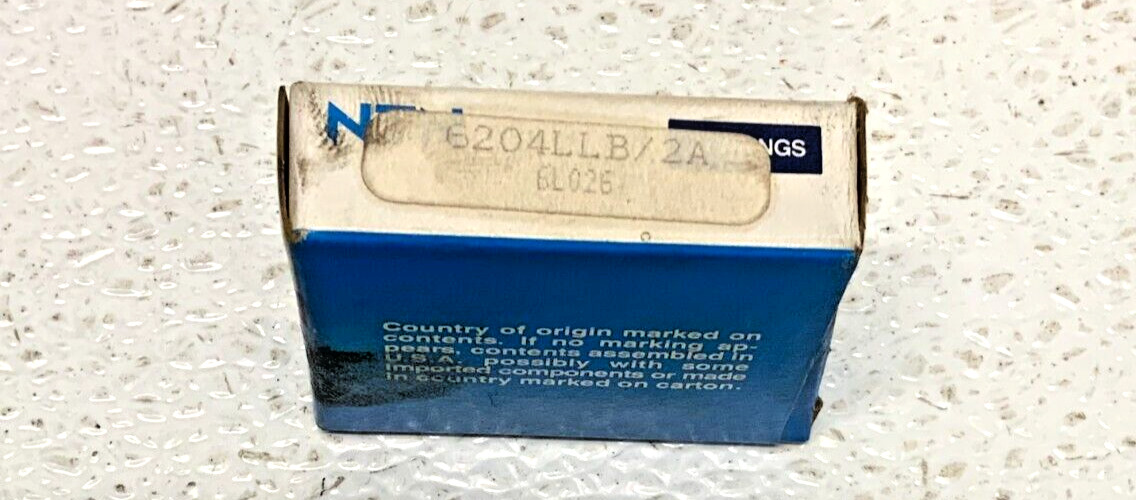 NTN
6204LLB/2A
NGS
6L026
Country of origin marked on
contents. If no marking ap-
pears, contents assembled in
U.S.A. possibly with some
imported components or made
in country marked on carton.